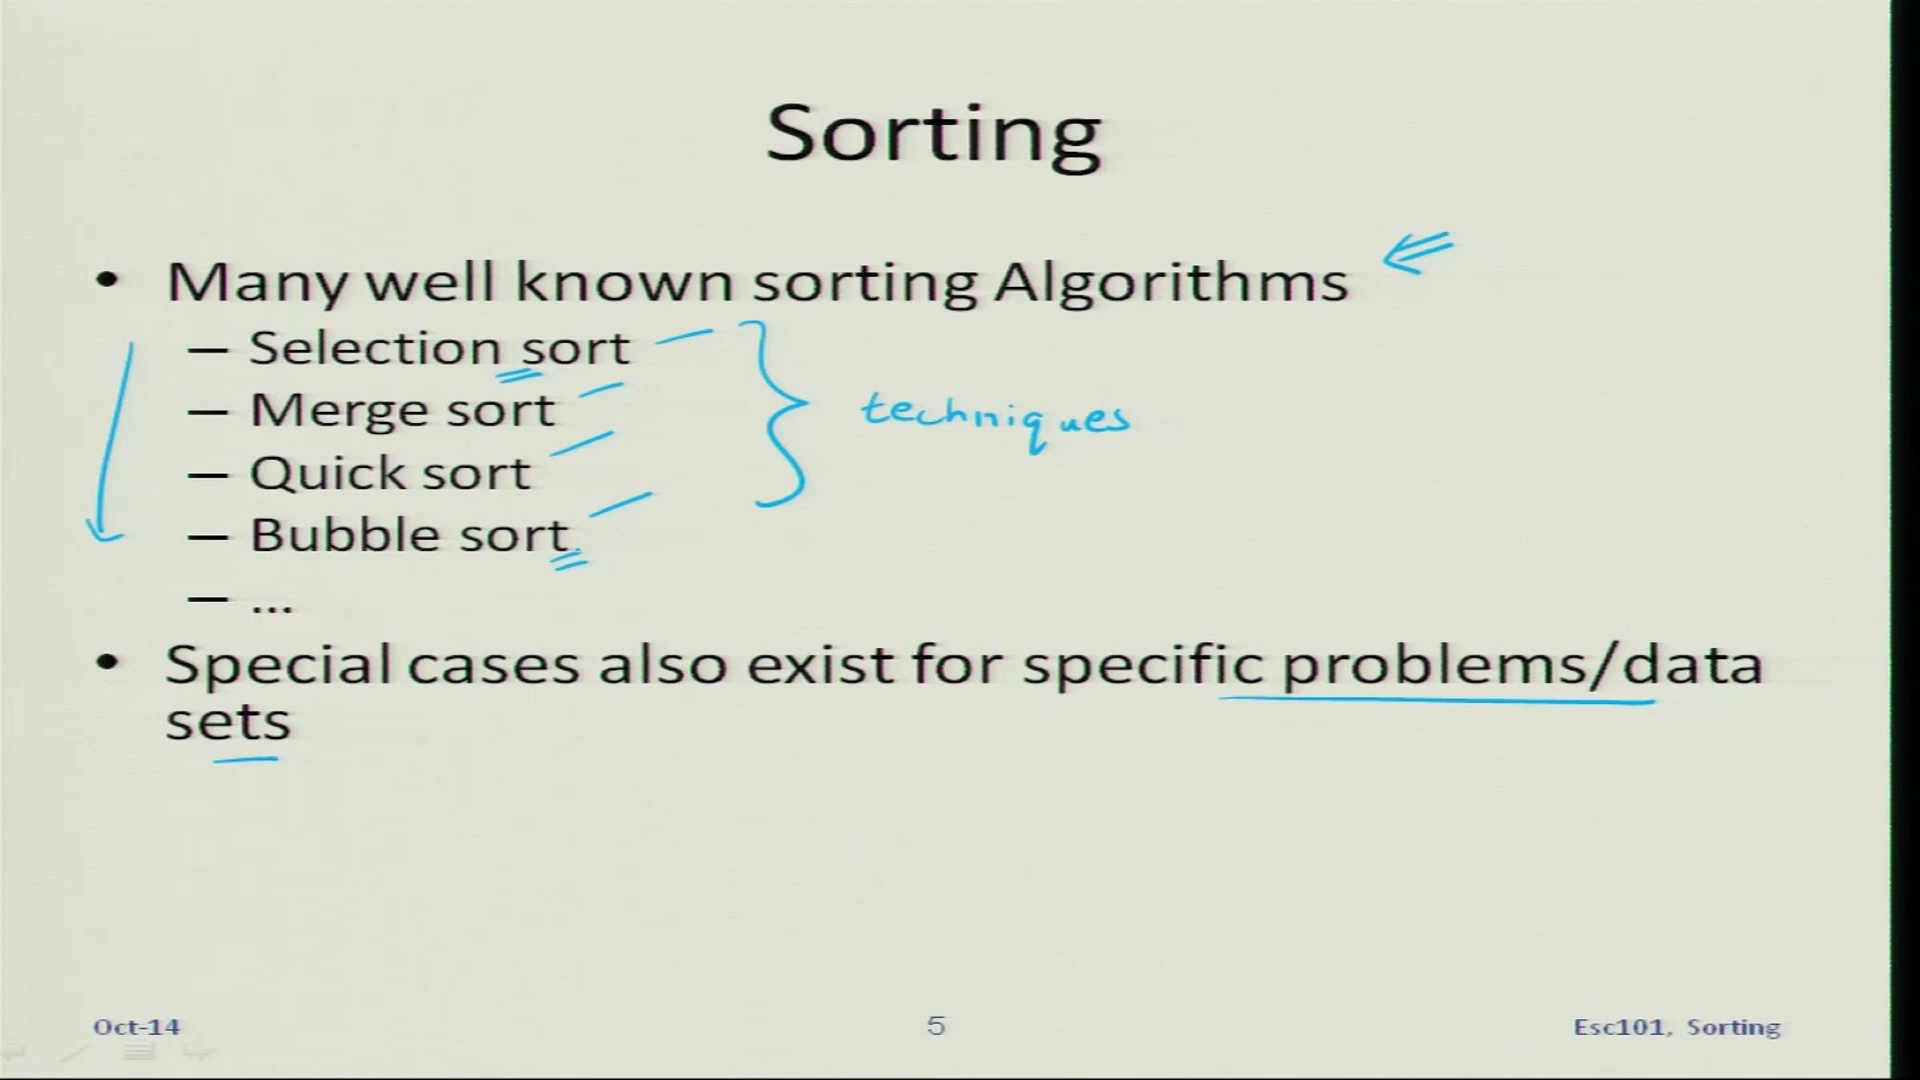 Sorting
• Many well known sorting Algorithms
– Selection sort
– Merge sort
techniques
– Quick sort
– Bubble sort
– ...
• Special cases also exist for specific problems/data
sets
Oct-14
5
Esc101, Sorting